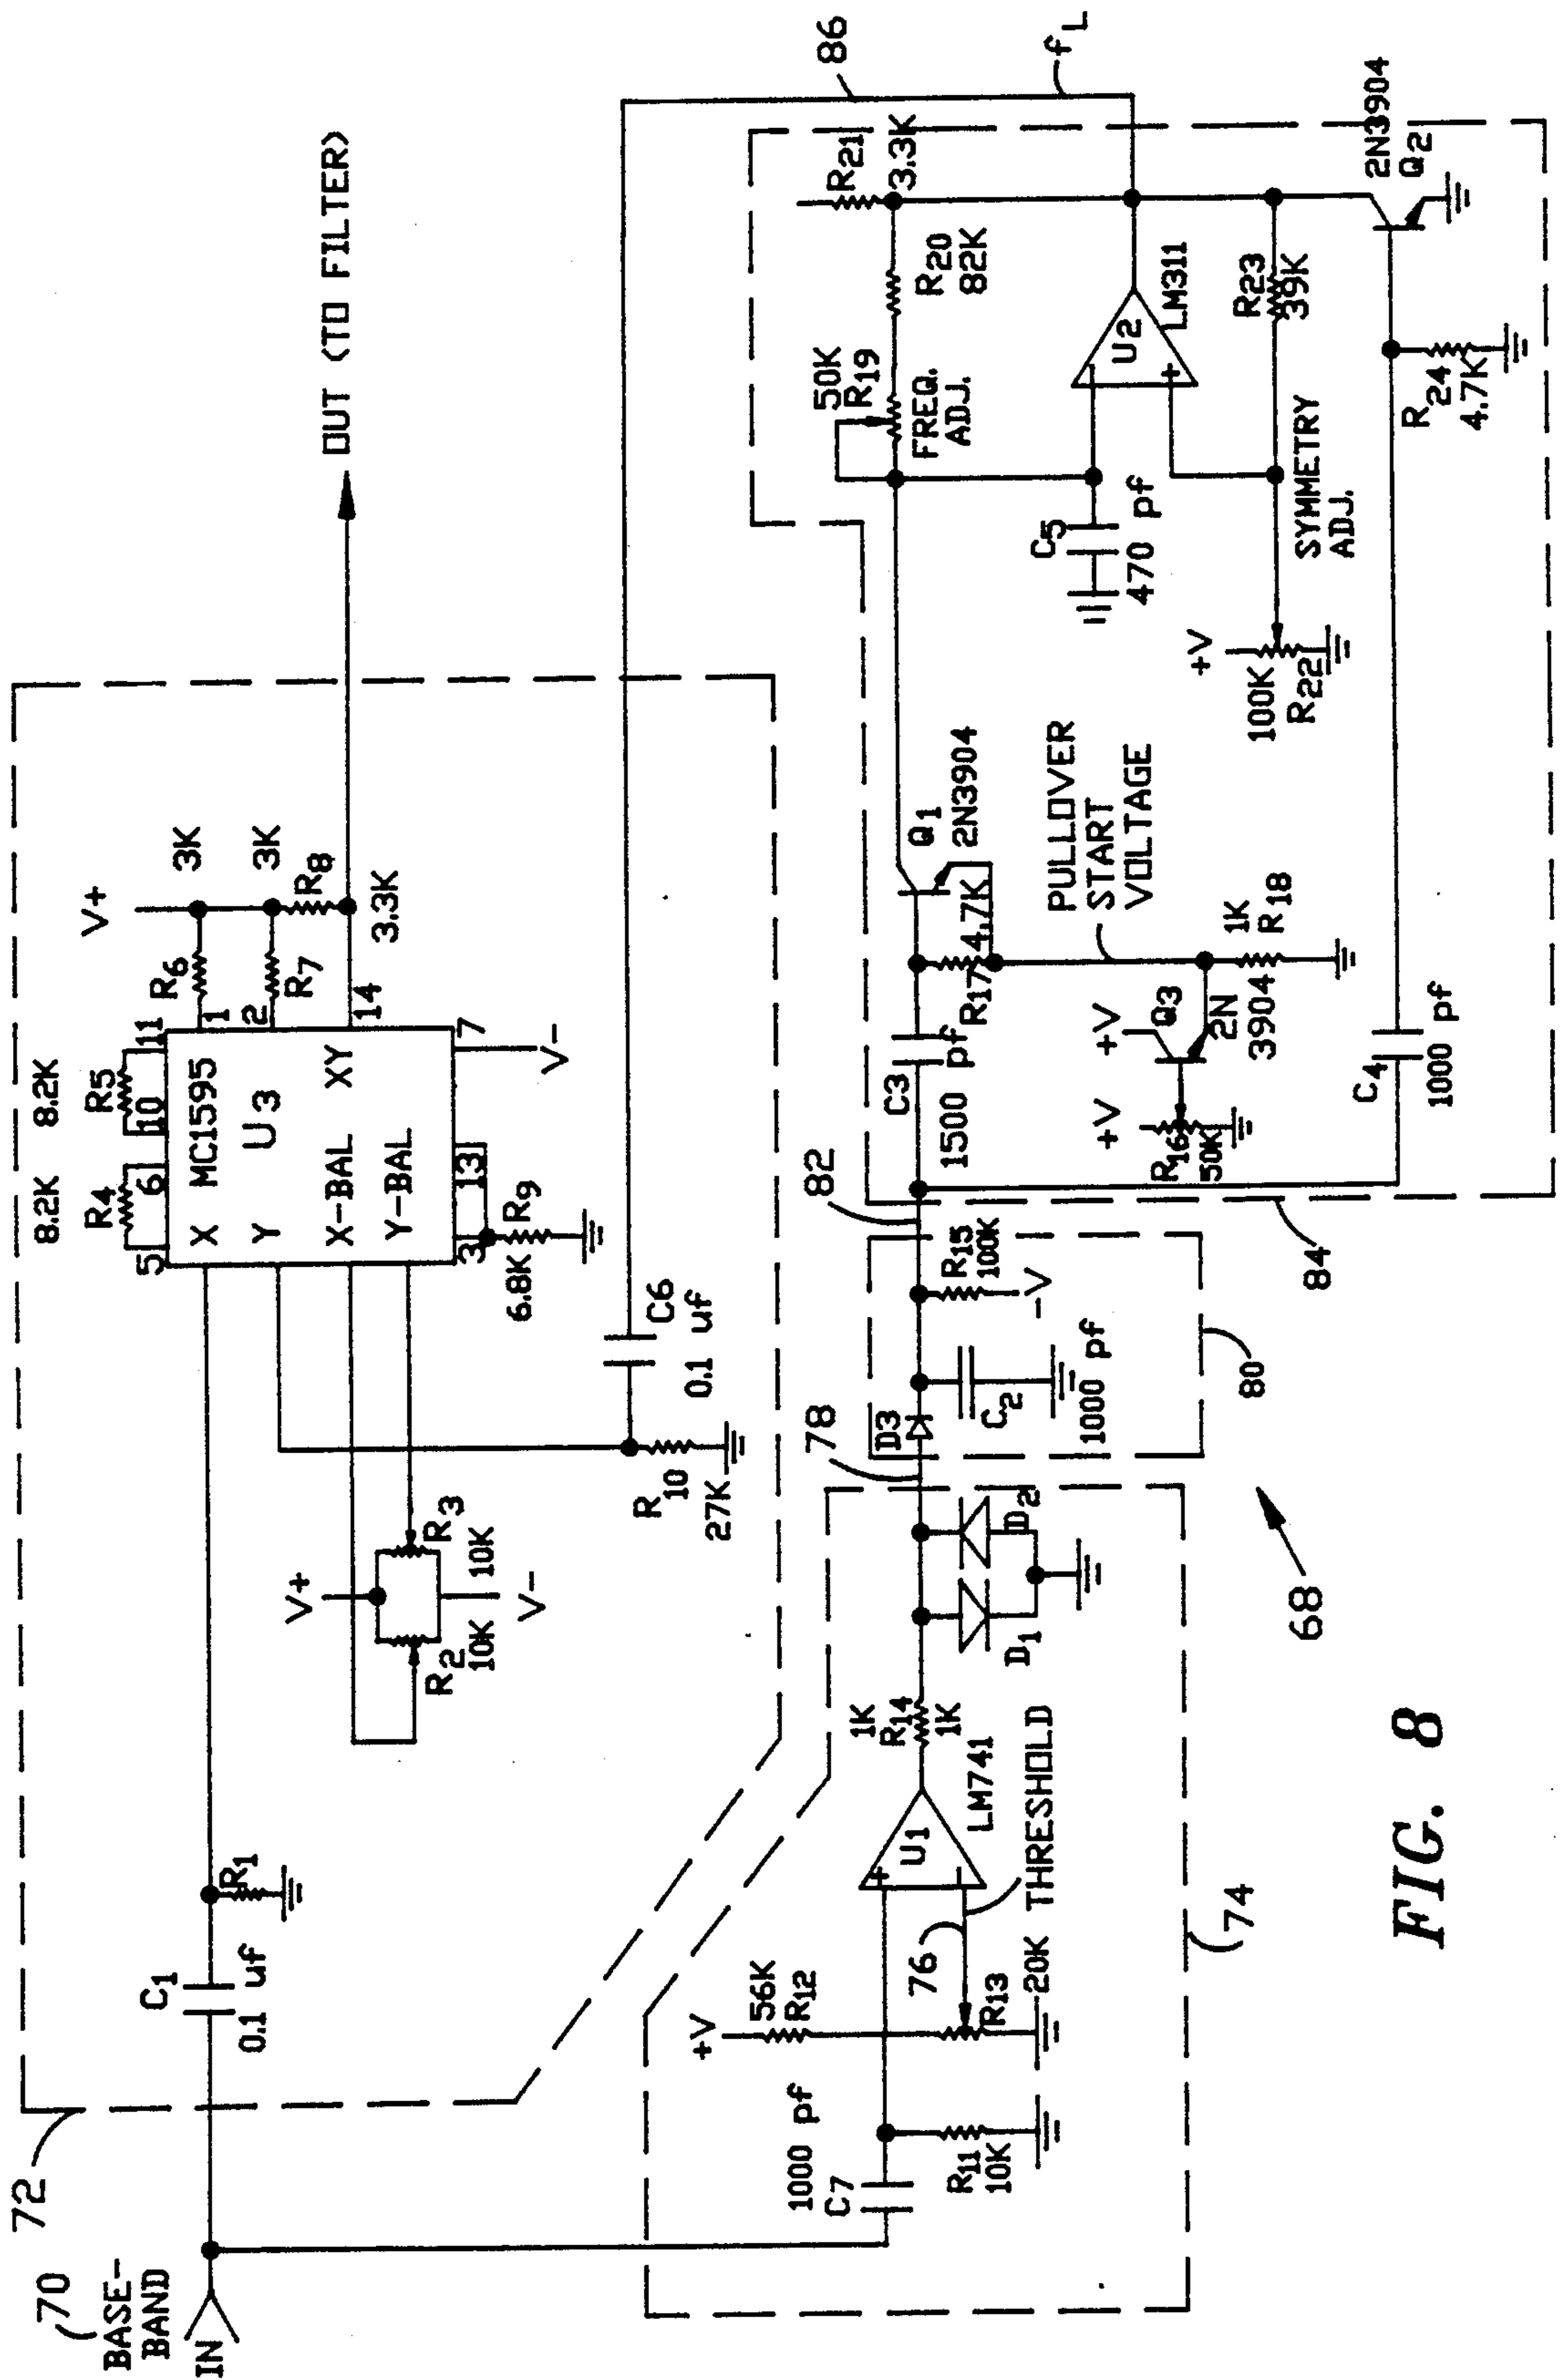 72
70
BASE-
BAND
IN
C1
0.1 uf
R1
V+
R2
10K
R3
10K
V-
8.2K
R4
8.2K
R5
5
6
10
11
X
MC1595
Y
U3
X-BAL
XY
Y-BAL
1
2
14
3
13
7
V-
R9
6.8K
V+
R6
3K
R7
3K
R8
3.3K
OUT (TO FILTER)
C6
0.1 uf
R10
27K
86
fL
1000 pf
C7
R11
10K
+V
56K
R12
76
R13
20K THRESHOLD
+
-
U1
LM741
1K
R14
1K
D1
D2
74
78
D3
C2
1000 pf
R15
100K
-V
80
82
84
68
C3
1500 pf
R17
4.7K
Q1
2N3904
PULLOVER
START
VOLTAGE
+V
R16
50K
+V
Q3
2N
3904
1K
R18
C4
1000 pf
50K
R19
FREQ.
ADJ.
R20
82K
R21
3.3K
C5
470 pf
-
+
U2
LM311
R23
39K
+V
100K
R22
SYMMETRY
ADJ.
R24
4.7K
2N3904
Q2
FIG. 8